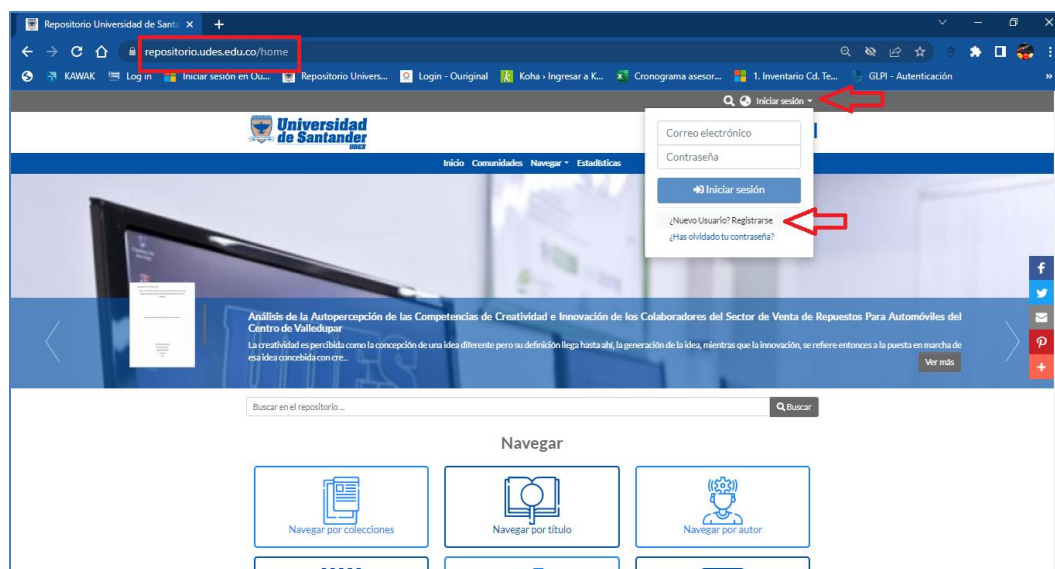 Repositorio Universidad de Santa
repositorio.udes.edu.co/home
KAWAK Log in Iniciar sesión en Ou... Repositorio Univers... Login - Ouriginal Koha › Ingresar a K... Cronograma asesor... 1. Inventario Cd. Te... GLPI - Autenticación »
Iniciar sesión
Universidad
de Santander
UDES
Correo electrónico
Contraseña
Iniciar sesión
¿Nuevo Usuario? Registrarse
¿Has olvidado tu contraseña?
Inicio Comunidades Navegar Estadísticas
Análisis de la Autopercepción de las Competencias de Creatividad e Innovación de los Colaboradores del Sector de Venta de Repuestos Para Automóviles del
Centro de Valledupar
La creatividad es percibida como la concepción de una idea diferente pero su definición llega hasta ahí, la generación de la idea, mientras que la innovación, se refiere entonces a la puesta en marcha de
esa idea concebida con cre...
Ver más
Buscar en el repositorio ...
Buscar
Navegar
Navegar por colecciones
Navegar por título
Navegar por autor